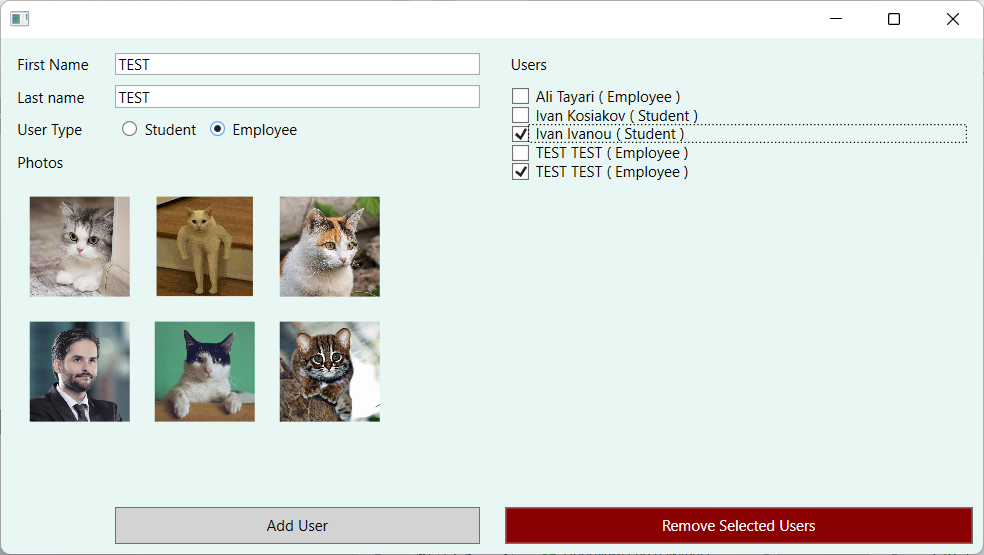 First Name
TEST
Last name
TEST
User Type
Student
Employee
Photos
Add User
Users
Ali Tayari ( Employee )
Ivan Kosiakov ( Student )
Ivan Ivanou ( Student )
TEST TEST ( Employee )
TEST TEST ( Employee )
Remove Selected Users